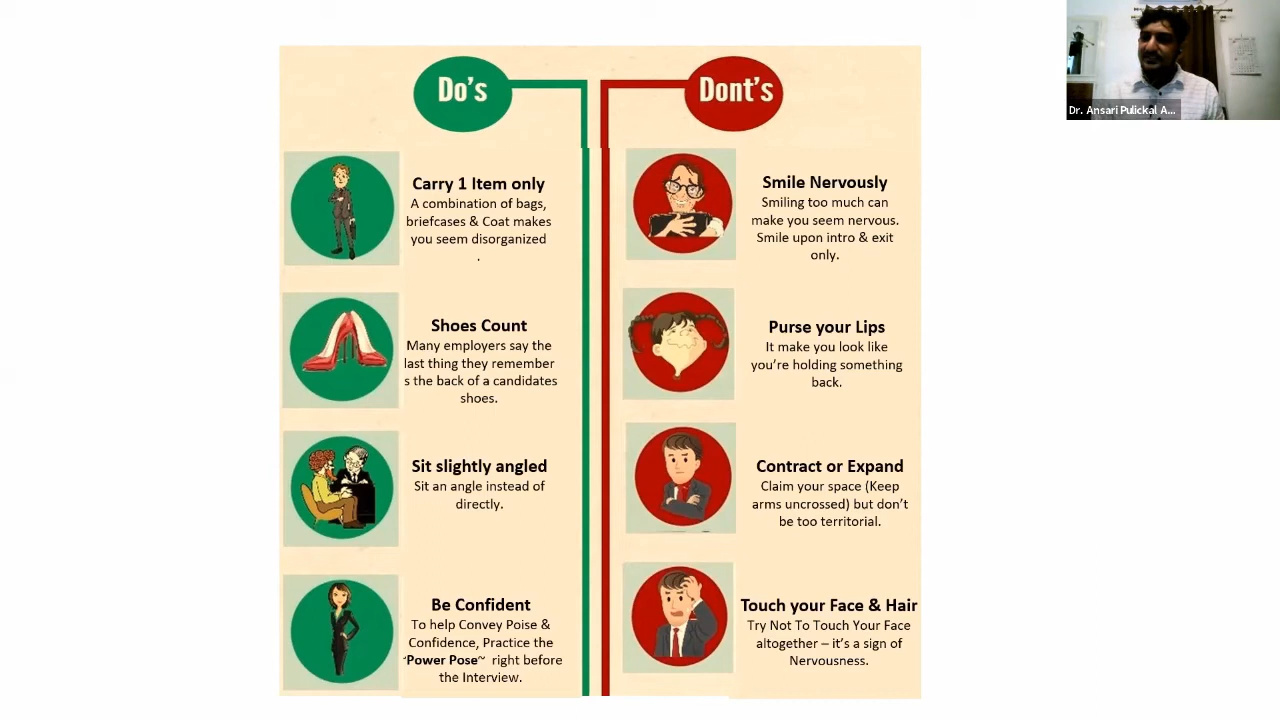 Do's
Carry 1 Item only
A combination of bags,
briefcases & Coat makes
you seem disorganized
.
Shoes Count
Many employers say the
last thing they remember
s the back of a candidates
shoes.
Sit slightly angled
Sit an angle instead of
directly.
Be Confident
To help Convey Poise &
Confidence, Practice the
‘Power Pose~ right before
the Interview.
Dont's
Smile Nervously
Smiling too much can
make you seem nervous.
Smile upon intro & exit
only.
Purse your Lips
It make you look like
you're holding something
back.
Contract or Expand
Claim your space (Keep
arms uncrossed) but don't
be too territorial.
Touch your Face & Hair
Try Not To Touch Your Face
altogether – it's a sign of
Nervousness.
Dr. Ansari Pulickal A...